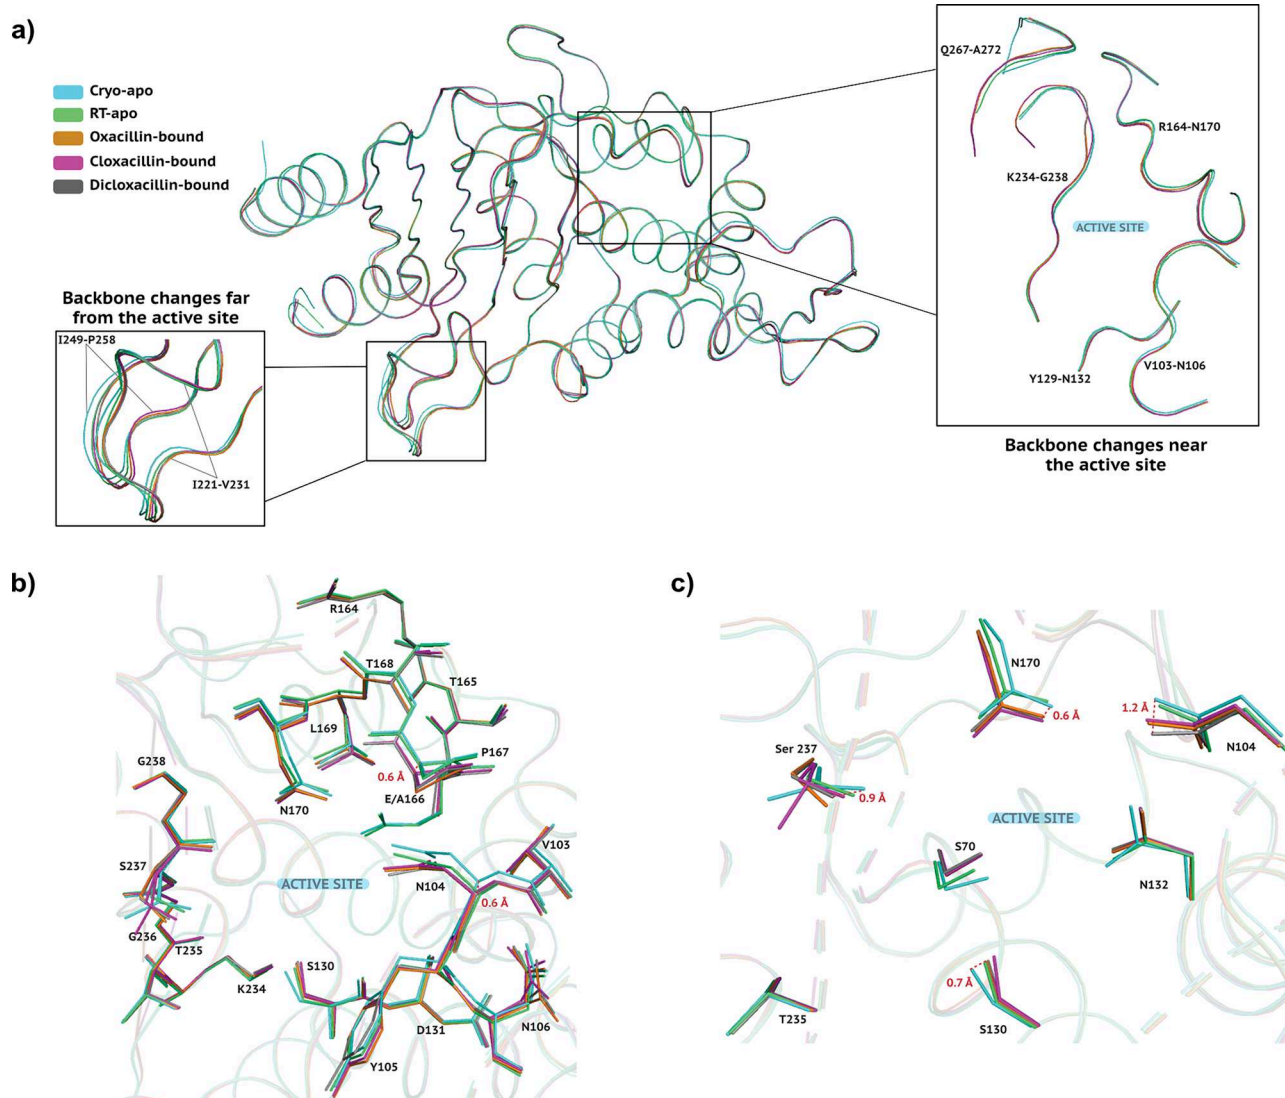 a)
Cryo-apo
RT-apo
Oxacillin-bound
Cloxacillin-bound
Dicloxacillin-bound
Backbone changes far
from the active site
I249-P258
I221-V231
Q267-A272
R164-N170
K234-G238
ACTIVE SITE
Y129-N132
V103-N106
Backbone changes near
the active site
b)
R164
T168
T165
L169
P167
G238
0.6 Å
E/A166
N170
V103
S237
ACTIVE SITE
N104
0.6 Å
G236
T235
S130
K234
D131
N106
Y105
c)
N170
1.2 Å
0.6 Å
N104
Ser 237
0.9 Å
ACTIVE SITE
S70
N132
0.7 Å
T235
S130